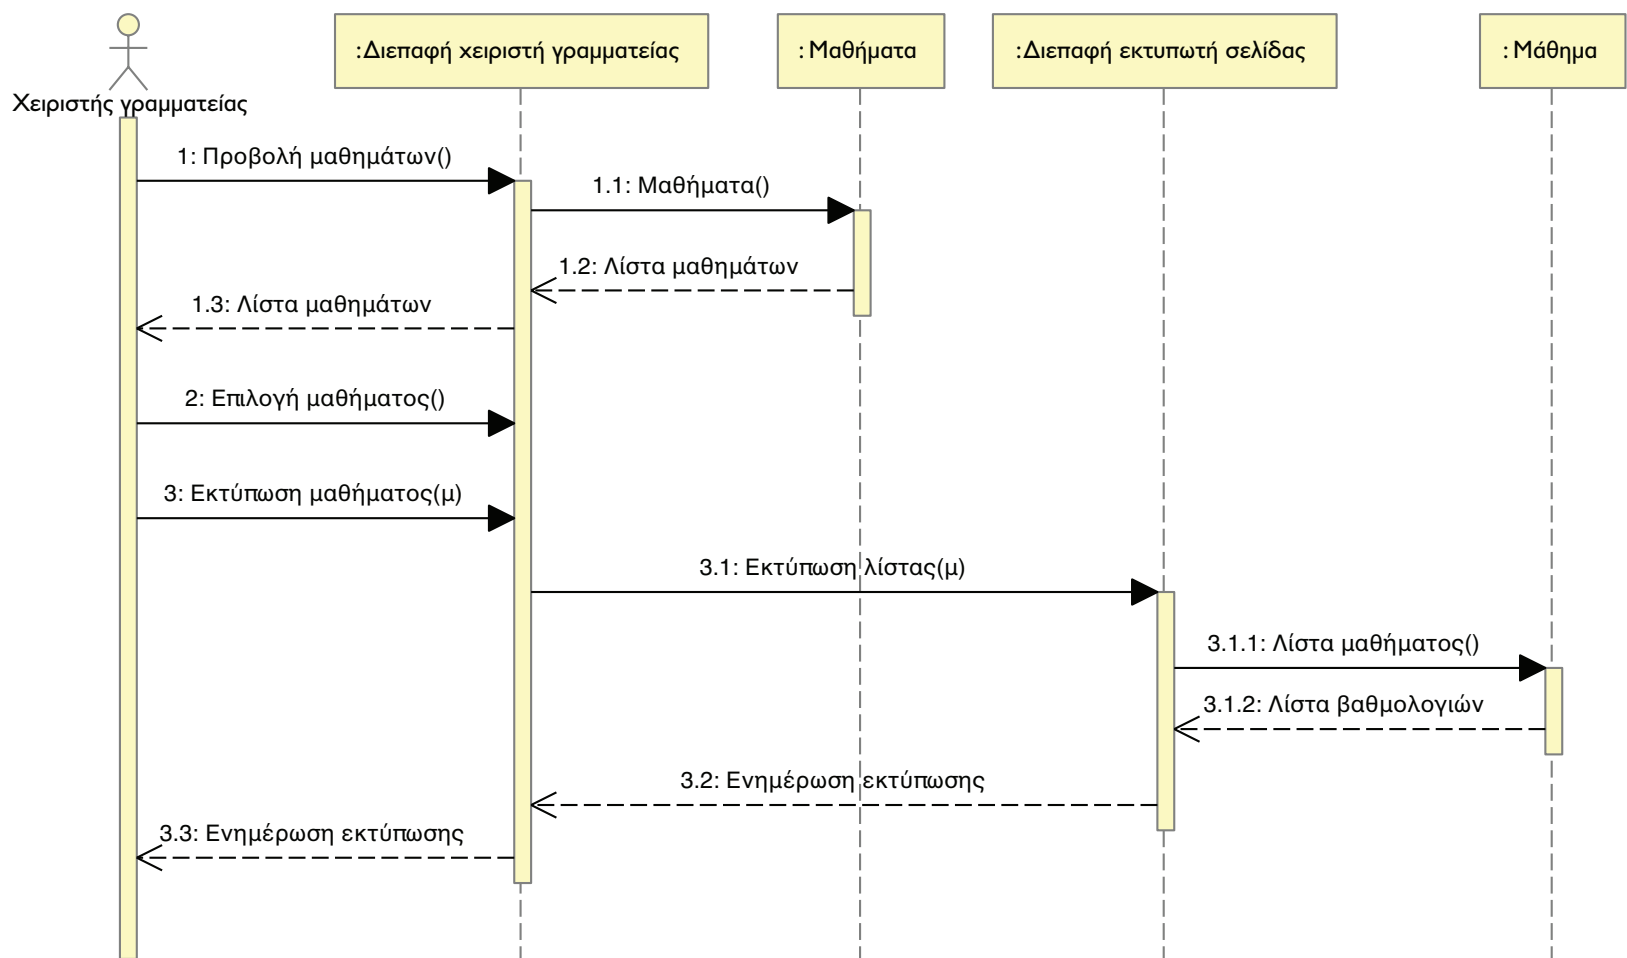 :Διεπαφή χειριστή γραμματείας
: Μαθήματα
:Διεπαφή εκτυπωτή σελίδας
: Μάθημα
Χειριστής γραμματείας
1: Προβολή μαθημάτων()
1.1: Μαθήματα()
1.2: Λίστα μαθημάτων
1.3: Λίστα μαθημάτων
2: Επιλογή μαθήματος()
3: Εκτύπωση μαθήματος(μ)
3.1: Εκτύπωση λίστας(μ)
3.1.1: Λίστα μαθήματος()
3.1.2: Λίστα βαθμολογιών
3.2: Ενημέρωση εκτύπωσης
3.3: Ενημέρωση εκτύπωσης